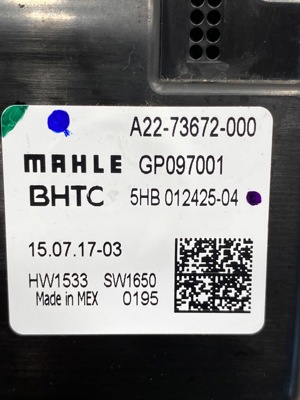 A22-73672-000
MAHLE GP097001
BHTC 5HB 012425-04
15.07.17-03
HW1533 SW1650
Made in MEX 0195